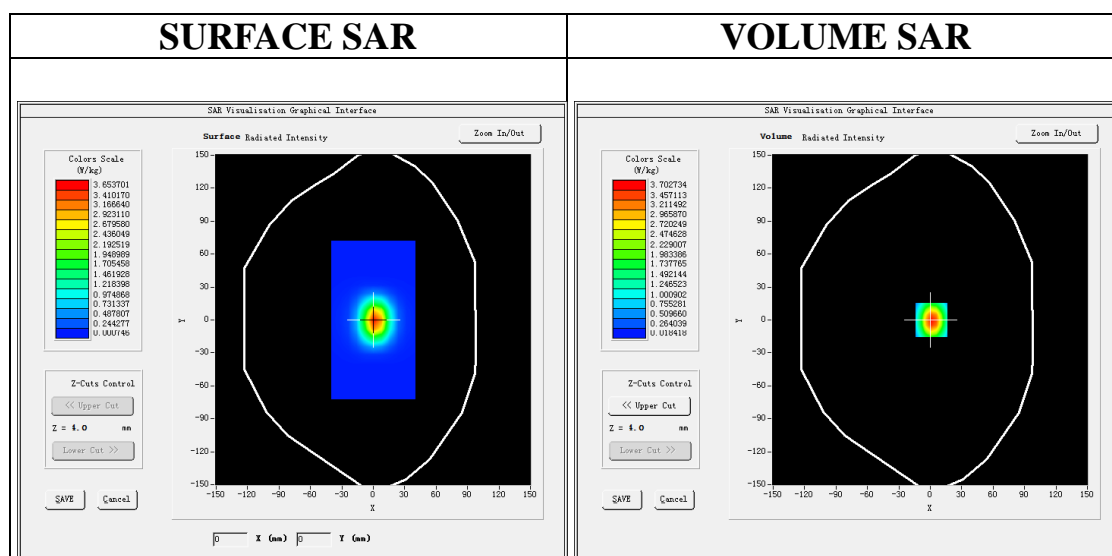 SURFACE SAR
SAR Visualisation Graphical Interface
Surface Radiated Intensity
Zoom In/Out
Colors Scale
(W/kg)
3.653701
3.410170
3.166640
2.923110
2.679580
2.436049
2.192519
1.948989
1.705458
1.461928
1.218398
0.974868
0.731337
0.487807
0.244277
0.000746
Z-Cuts Control
<< Upper Cut
Z = 4.0 mm
Lower Cut >>
SAVE Cancel
150
120
90
60
30
0
-30
-60
-90
-120
-150
Y
-150 -120 -90 -60 -30 0 30 60 90 120 150
X
0 X (mm) 0 Y (mm)
VOLUME SAR
SAR Visualisation Graphical Interface
Volume Radiated Intensity
Zoom In/Out
Colors Scale
(W/kg)
3.702734
3.457113
3.211492
2.965870
2.720249
2.474628
2.229007
1.983386
1.737765
1.492144
1.246523
1.000902
0.755281
0.509660
0.264039
0.018418
Z-Cuts Control
<< Upper Cut
Z = 4.0 mm
Lower Cut >>
SAVE Cancel
150
120
90
60
30
0
-30
-60
-90
-120
-150
Y
-150 -120 -90 -60 -30 0 30 60 90 120 150
X